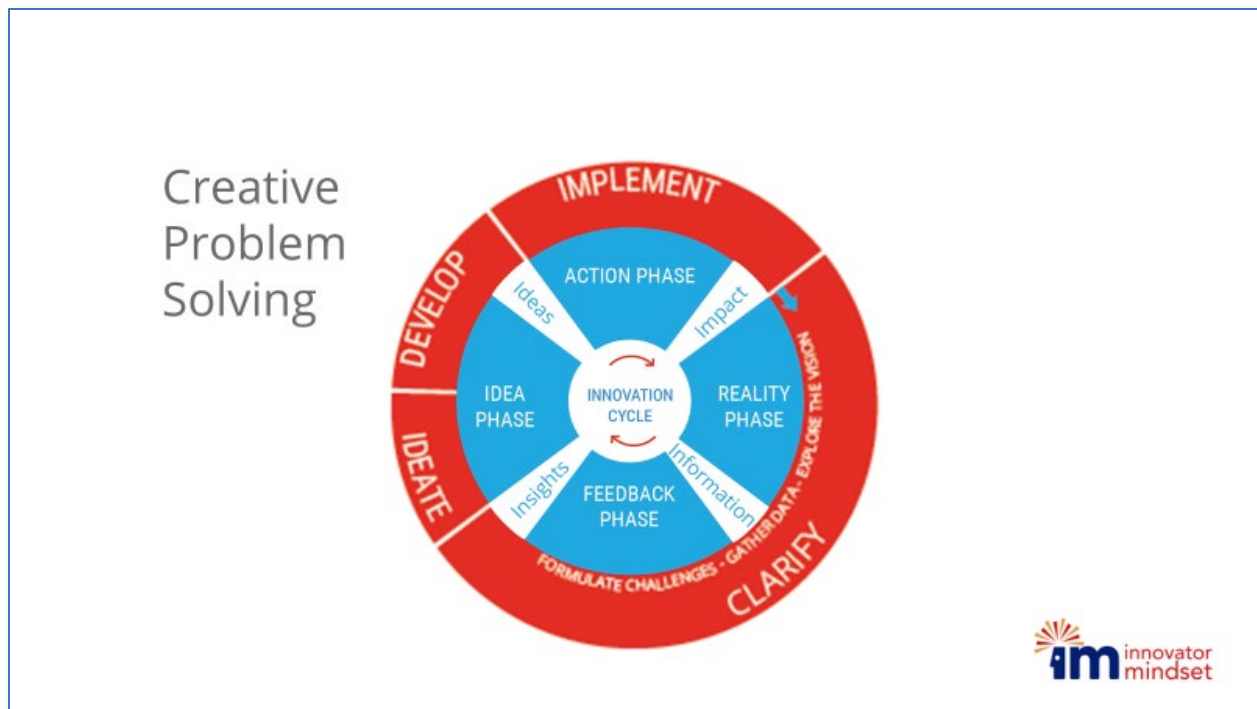 Creative
Problem
Solving
IMPLEMENT
DEVELOP
IDEATE
CLARIFY
FORMULATE CHALLENGES - GATHER DATA - EXPLORE THE VISION
ACTION PHASE
Ideas
Impact
IDEA
PHASE
INNOVATION
CYCLE
REALITY
PHASE
Insights
Information
FEEDBACK
PHASE
im innovator
mindset